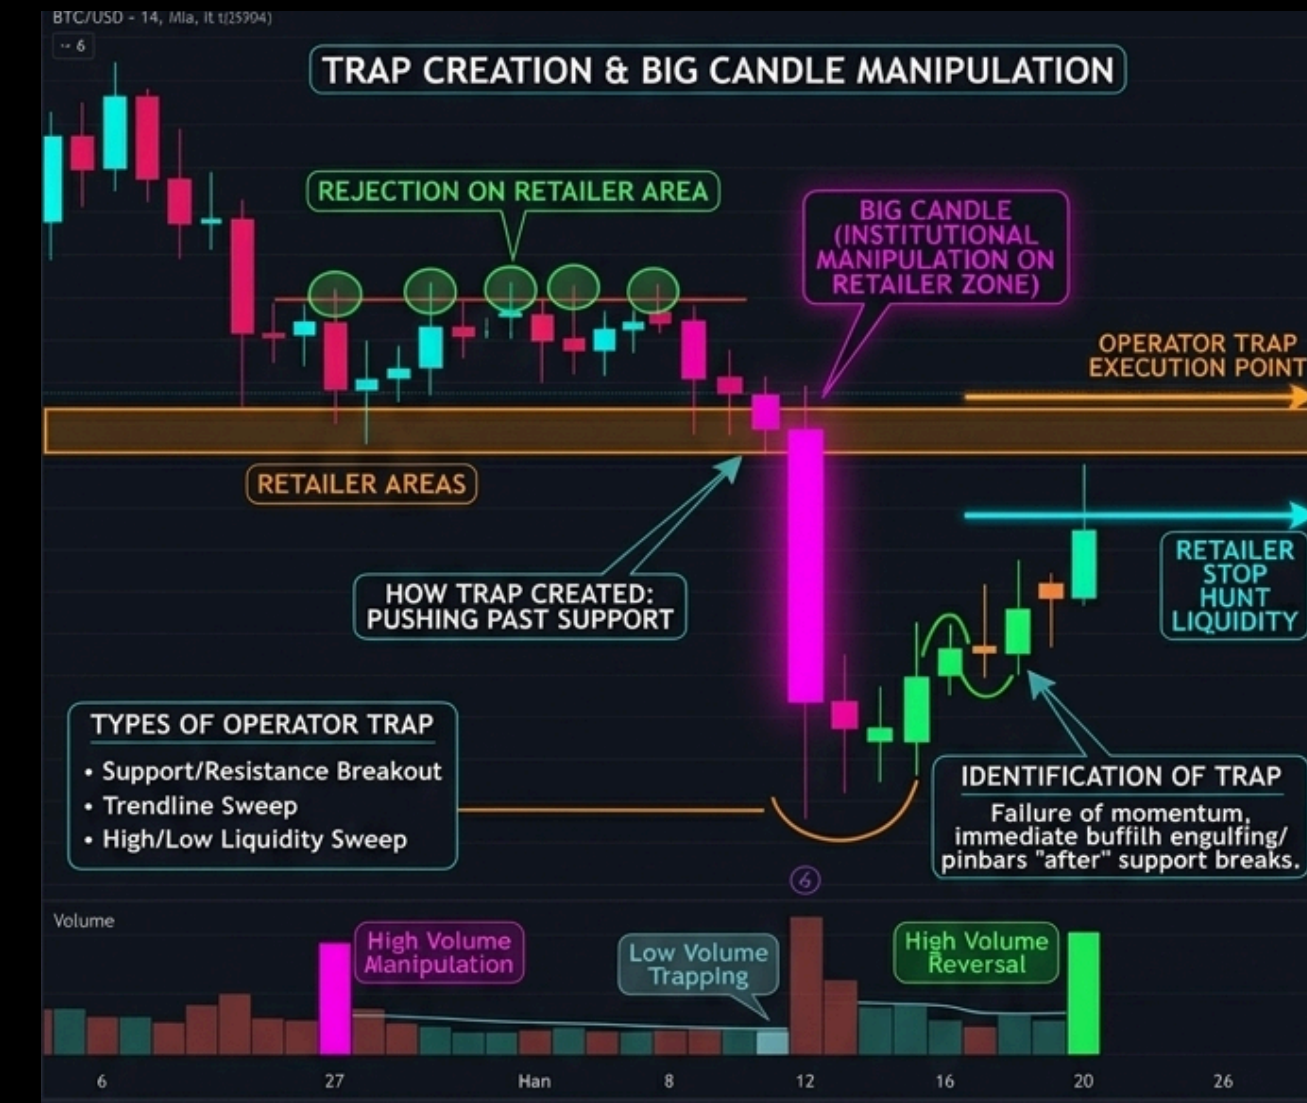 BTC/USD - 14, Mla, It t(25904)
6
TRAP CREATION & BIG CANDLE MANIPULATION
REJECTION ON RETAILER AREA
BIG CANDLE
(INSTITUTIONAL
MANIPULATION ON
RETAILER ZONE)
OPERATOR TRAP
EXECUTION POINT
RETAILER AREAS
HOW TRAP CREATED:
PUSHING PAST SUPPORT
RETAILER
STOP
HUNT
LIQUIDITY
TYPES OF OPERATOR TRAP
• Support/Resistance Breakout
• Trendline Sweep
• High/Low Liquidity Sweep
IDENTIFICATION OF TRAP
Failure of momentum,
immediate buffilh engulfing/
pinbars "after" support breaks.
6
Volume
High Volume
Manipulation
Low Volume
Trapping
High Volume
Reversal
6 27 Han 8 12 16 20 26